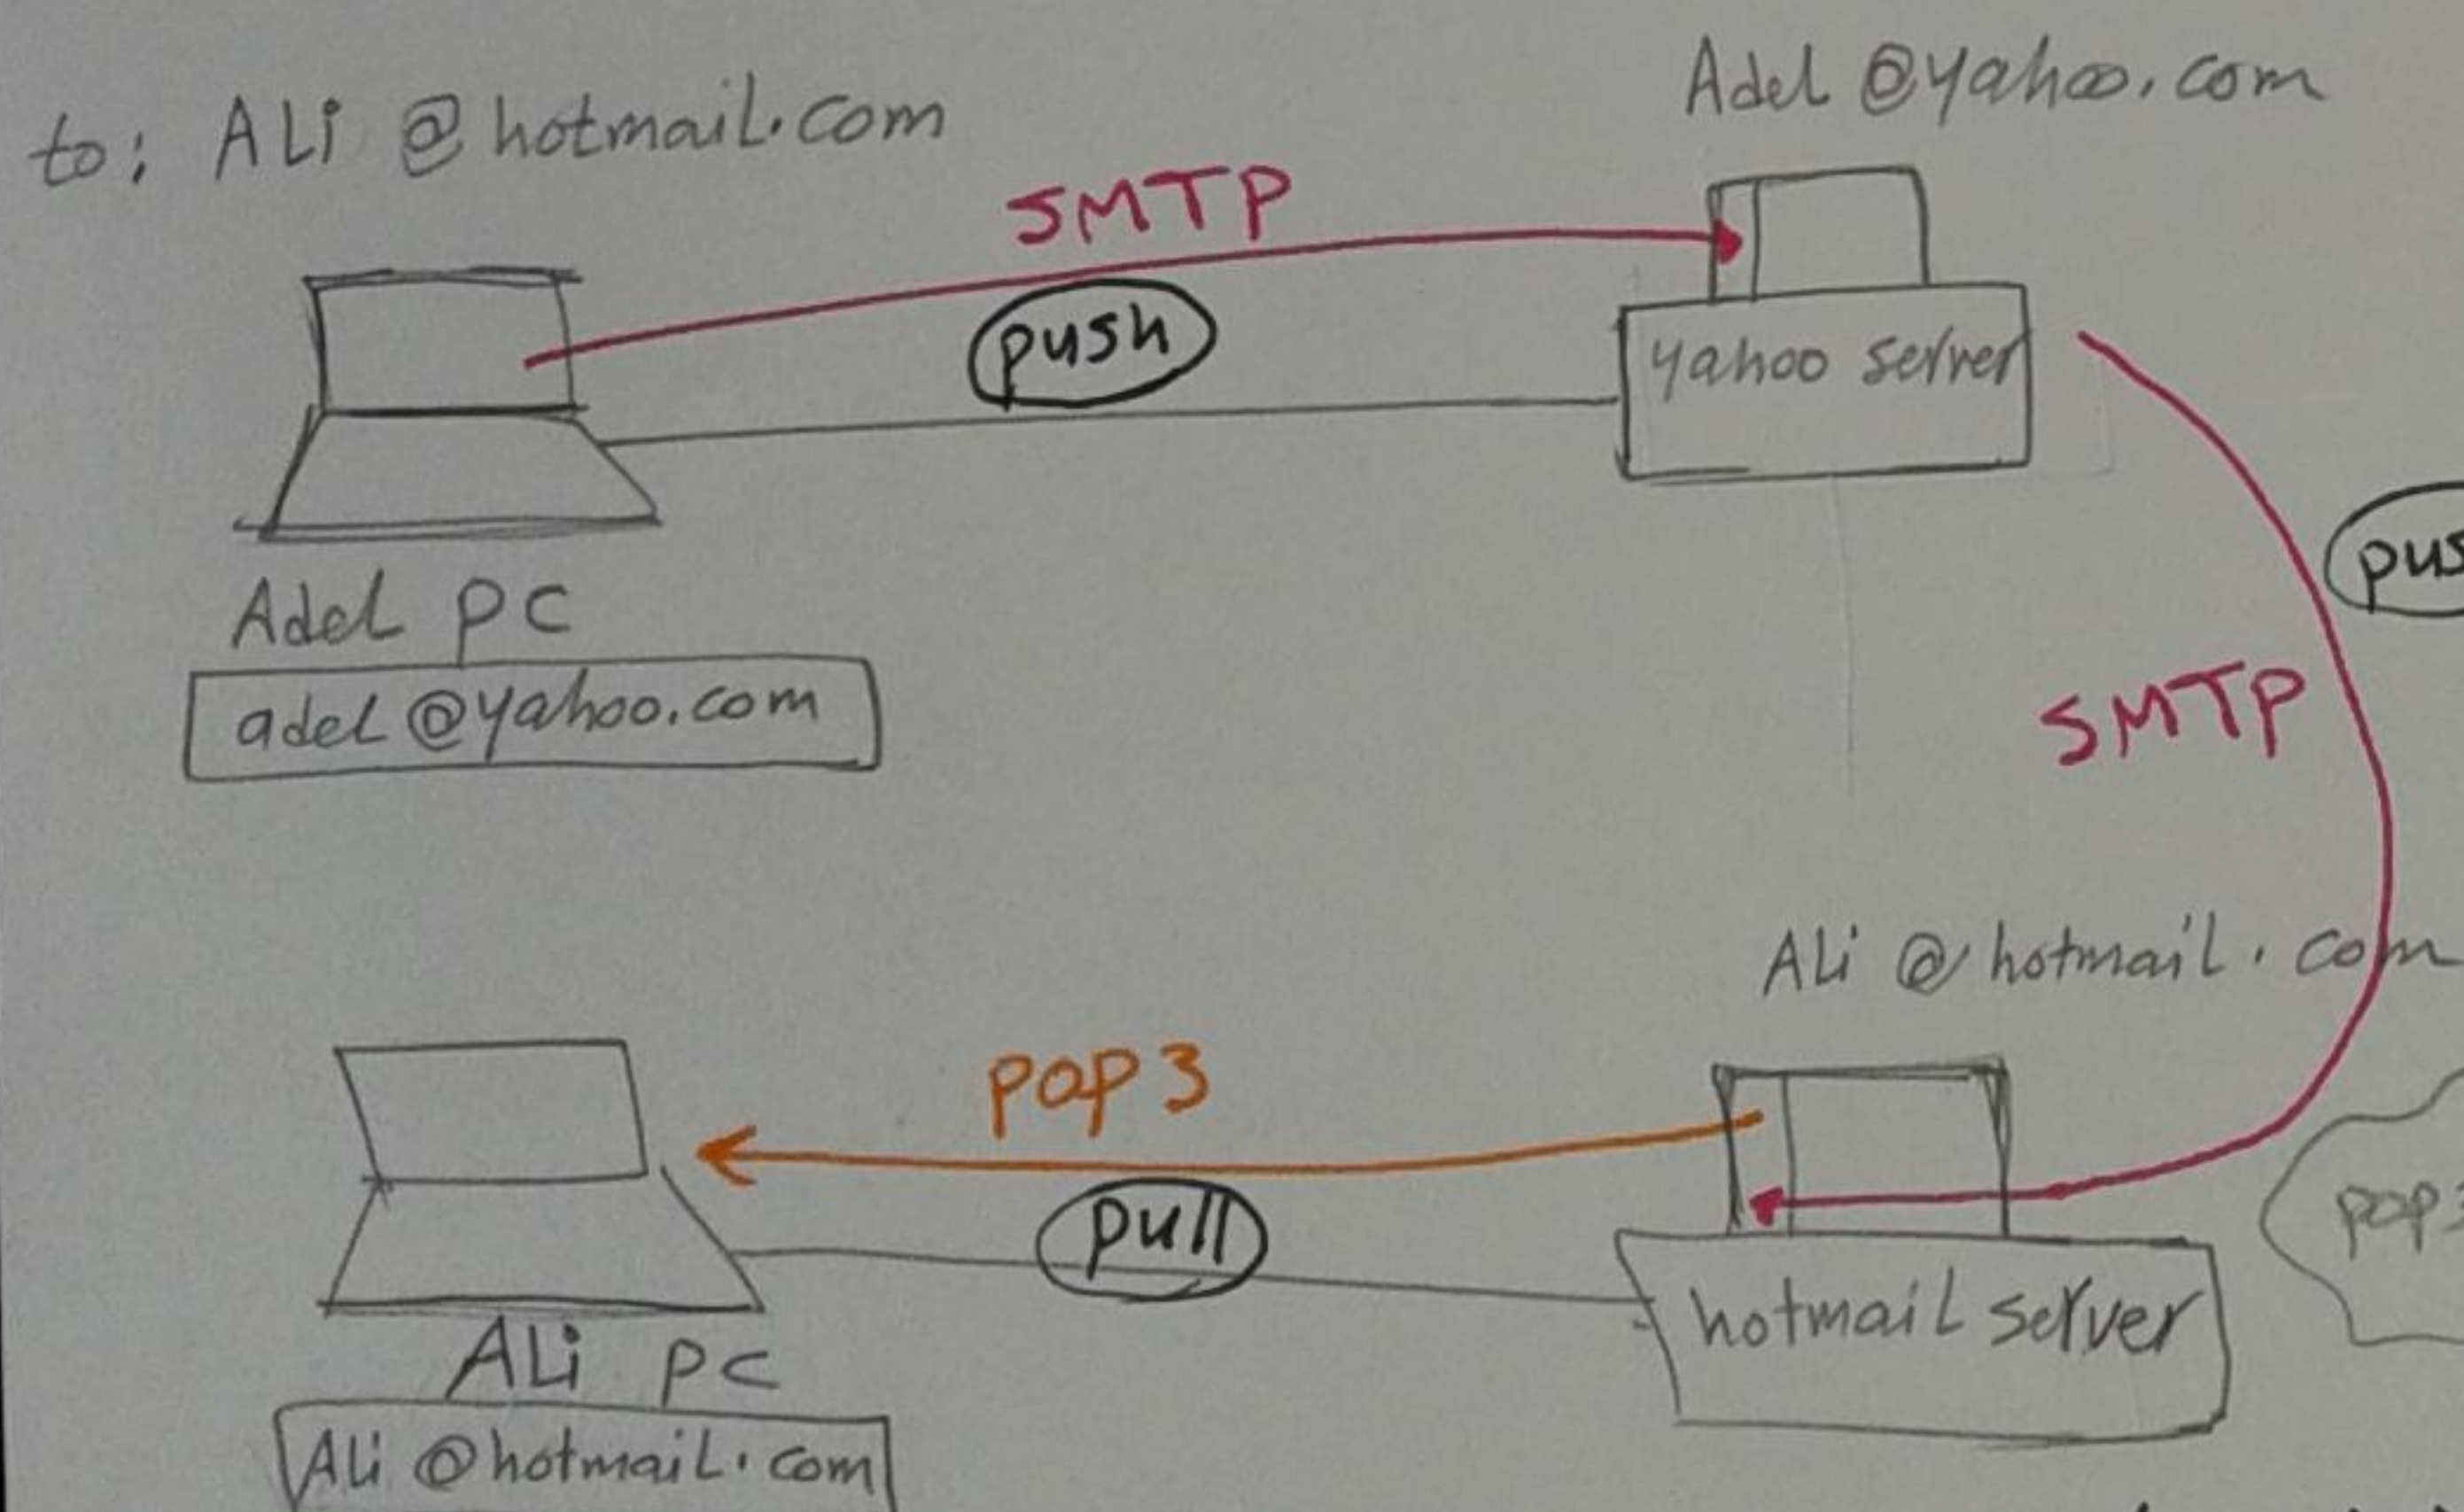 to: ALi @ hotmail.com
Adel @yahoo.com
SMTP
push
yahoo server
Adel pc
adel @yahoo.com
SMTP
Ali @ hotmail.com
pop3
pull
hotmail server
ALi pc
Ali @hotmail.com